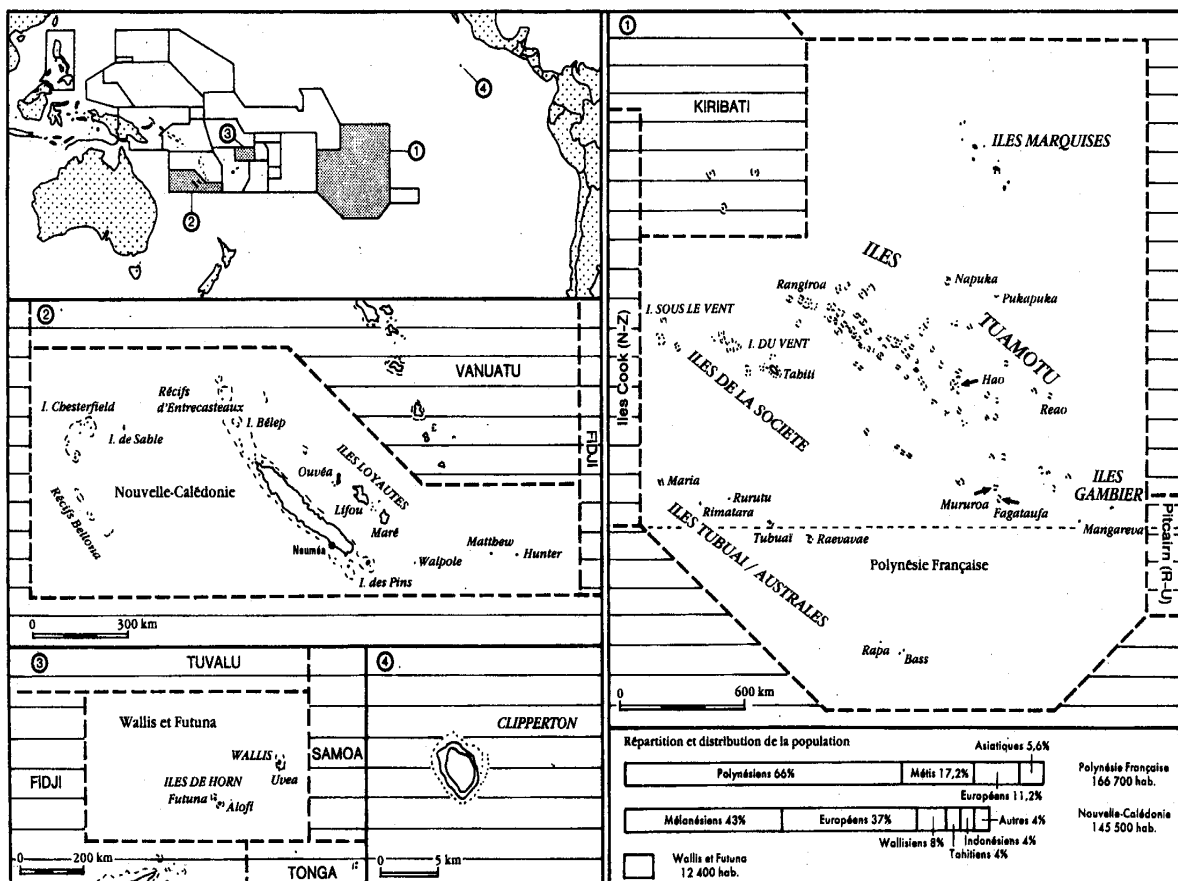 ①
②
③
④
①
KIRIBATI
ILES MARQUISES
ILES
TUAMOTU
Napuka
Pukapuka
Rangiroa
I. SOUS LE VENT
I. DU VENT
Tahiti
Hao
Reao
ILES DE LA SOCIETE
Iles Cook (N-Z)
Maria
Rurutu
Rimatara
Tubuaï
Raevavae
Mururoa
Fagataufa
ILES
GAMBIER
Mangareva
ILES TUBUAI / AUSTRALES
Polynésie Française
Pitcairn (R-U)
Rapa
Bass
0 600 km
②
VANUATU
FIDJI
I. Chesterfield
I. de Sable
Récifs
d'Entrecasteaux
I. Bélep
Récifs Bellona
Nouvelle-Calédonie
Ouvéa
ILES LOYAUTES
Lifou
Maré
Nouméa
I. des Pins
Walpole
Matthew
Hunter
0 300 km
③
TUVALU
Wallis et Futuna
WALLIS
Uvea
ILES DE HORN
Futuna
Alofi
FIDJI
SAMOA
TONGA
0 200 km
④
CLIPPERTON
0 5 km
Répartition et distribution de la population
Asiatiques 5,6%
Polynésiens 66%
Métis 17,2%
Européens 11,2%
Polynésie Française
166 700 hab.
Mélanésiens 43%
Européens 37%
Autres 4%
Wallisiens 8%
Indonésiens 4%
Tahitiens 4%
Nouvelle-Calédonie
145 500 hab.
Wallis et Futuna
12 400 hab.